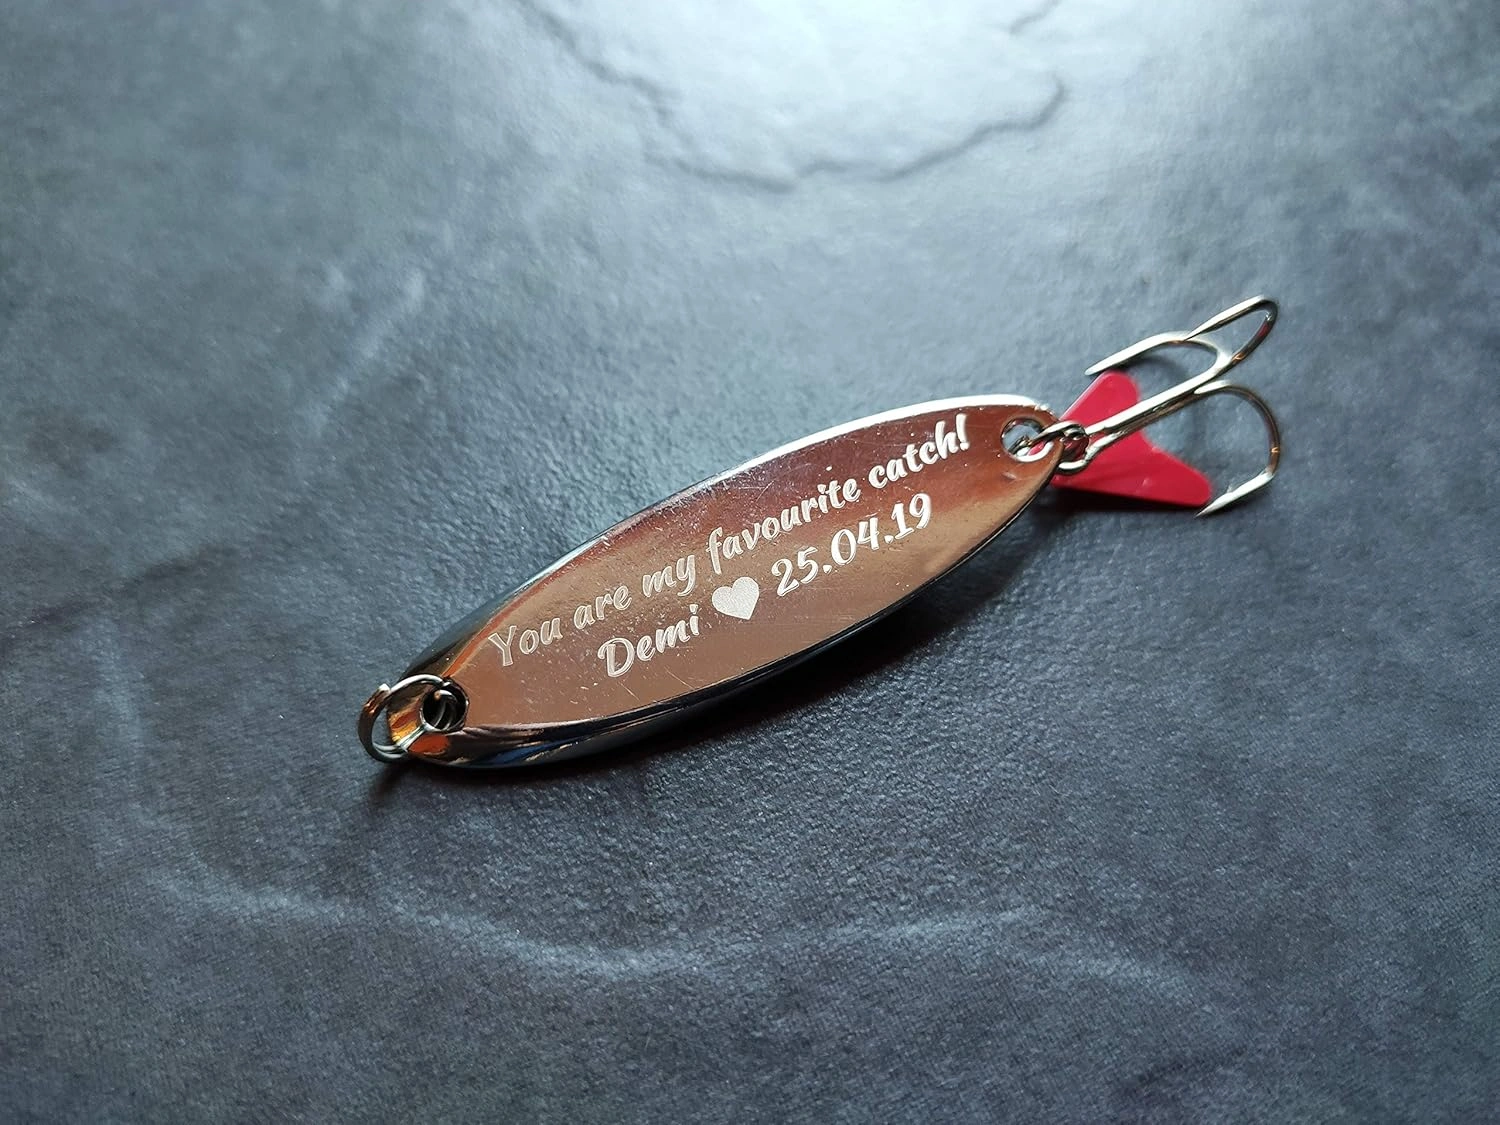 You are my favourite catch!
Demi ♥ 25.04.19